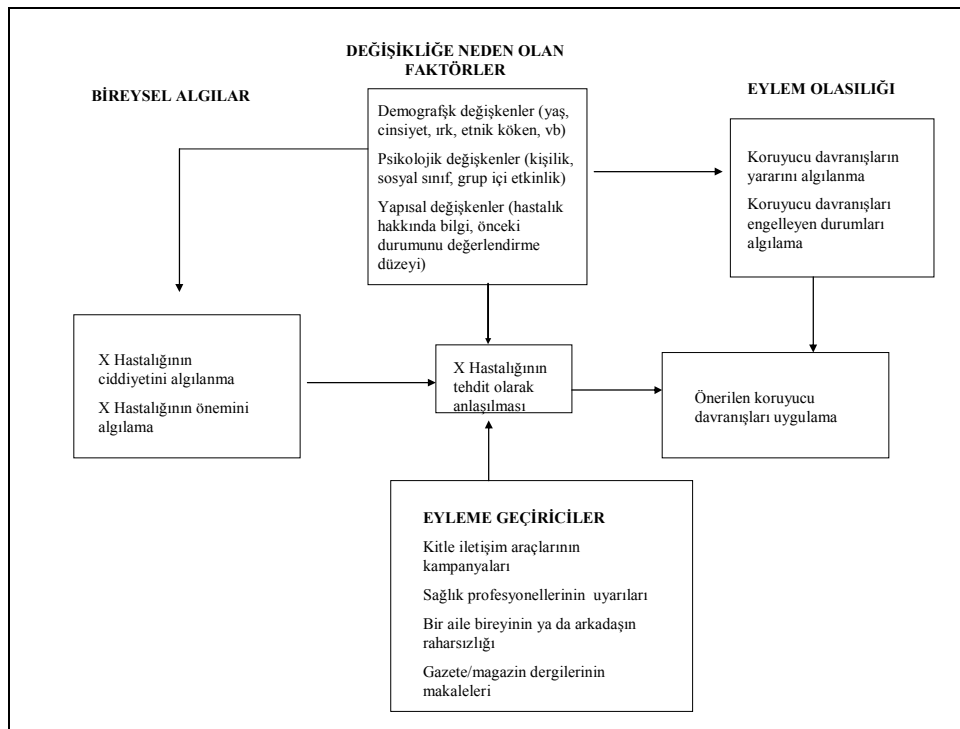 DEĞİŞİKLİĞE NEDEN OLAN
FAKTÖRLER
BİREYSEL ALGILAR
EYLEM OLASILIĞI
Demografşk değişkenler (yaş,
cinsiyet, ırk, etnik köken, vb)
Psikolojik değişkenler (kişilik,
sosyal sınıf, grup içi etkinlik)
Yapısal değişkenler (hastalık
hakkında bilgi, önceki
durumunu değerlendirme
düzeyi)
Koruyucu davranışların
yararını algılanma
Koruyucu davranışları
engelleyen durumları
algılama
X Hastalığının
ciddiyetini algılanma
X Hastalığının önemini
algılama
X Hastalığının
tehdit olarak
anlaşılması
Önerilen koruyucu
davranışları uygulama
EYLEME GEÇİRİCİLER
Kitle iletişim araçlarının
kampanyaları
Sağlık profesyonellerinin uyarıları
Bir aile bireyinin ya da arkadaşın
raharsızlığı
Gazete/magazin dergilerinin
makaleleri